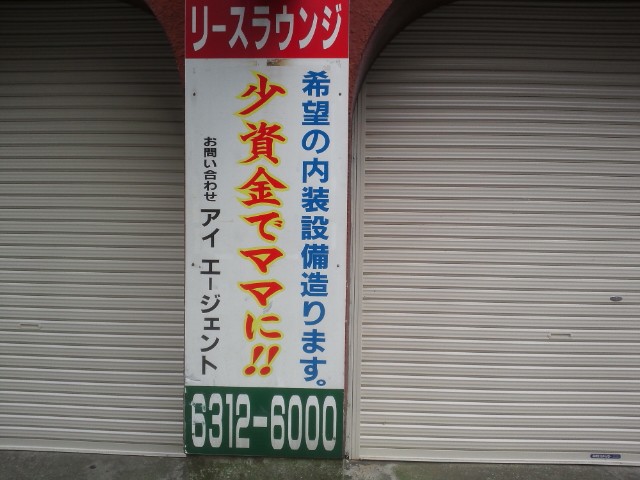 リースラウンジ
希望の内装設備造ります。
少資金でママに!!
お問い合わせ アイ エージェント
6312-6000